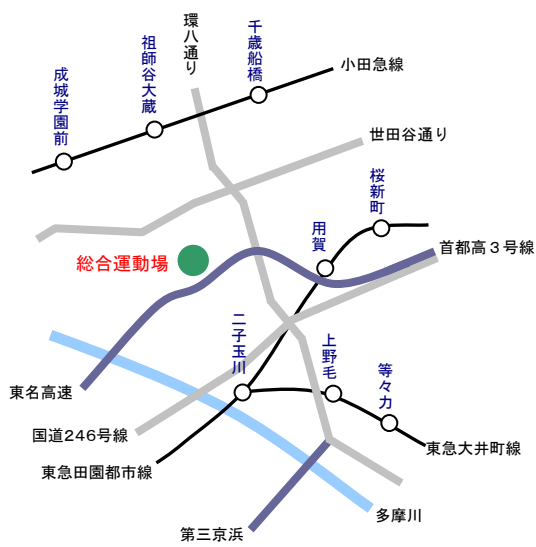 環八通り
千歳船橋
祖師谷大蔵
成城学園前
小田急線
世田谷通り
桜新町
用賀
首都高３号線
総合運動場
二子玉川
上野毛
等々力
東名高速
国道246号線
東急田園都市線
東急大井町線
多摩川
第三京浜